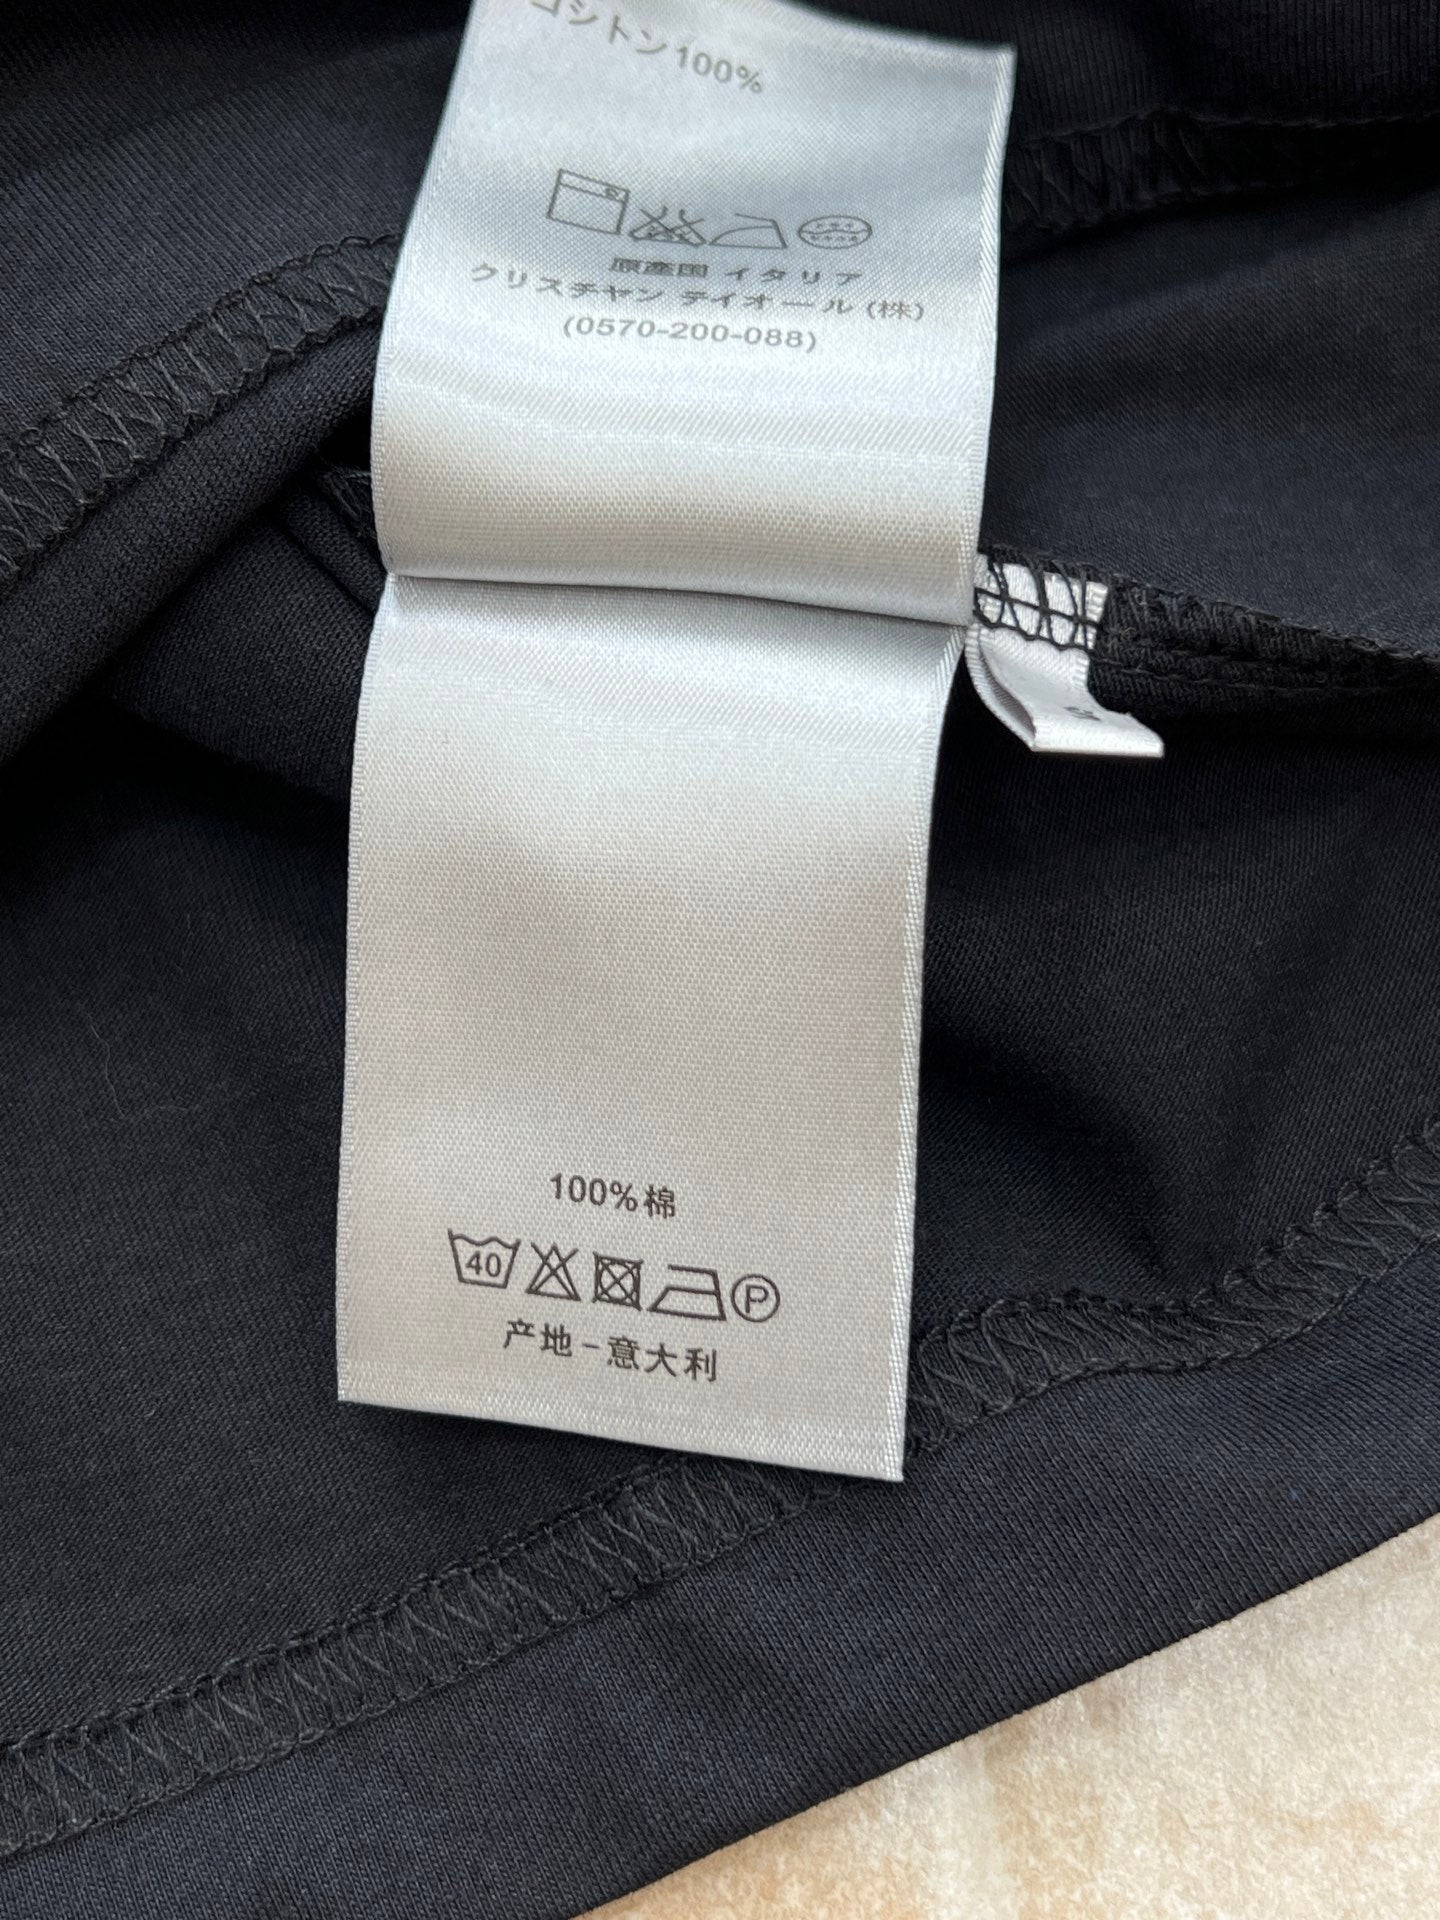 コットン100%
原産国 イタリア
クリスチャン ディオール (株)
(0570-200-088)
100%棉
40
P
产地-意大利